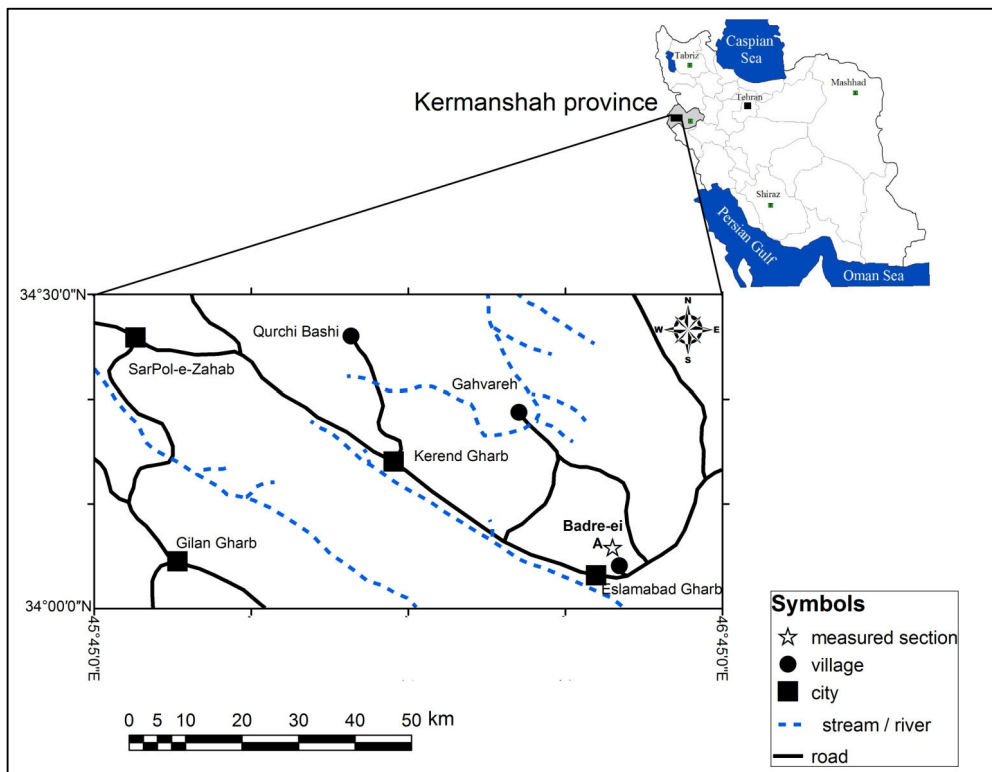 Caspian
Sea
Tabriz
Mashhad
Tehran
Kermanshah province
Shiraz
Persian Gulf
Oman Sea
34°30'0"N
N
W
E
S
Qurchi Bashi
SarPol-e-Zahab
Gahvareh
Kerend Gharb
Badre-ei
A
Gilan Gharb
Eslamabad Gharb
34°00'0"N
45°45'0"E
46°45'0"E
Symbols
measured section
village
city
stream / river
road
0 5 10 20 30 40 50 km